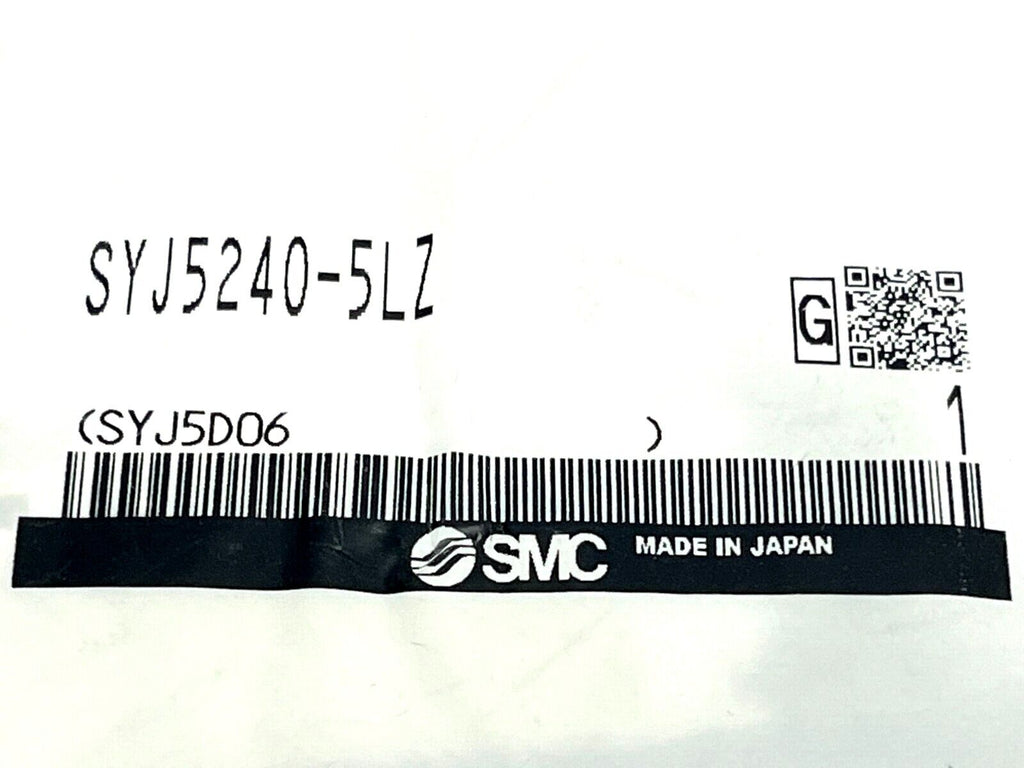 SYJ5240-5LZ
G
1
(SYJ5D06 )
SMC MADE IN JAPAN